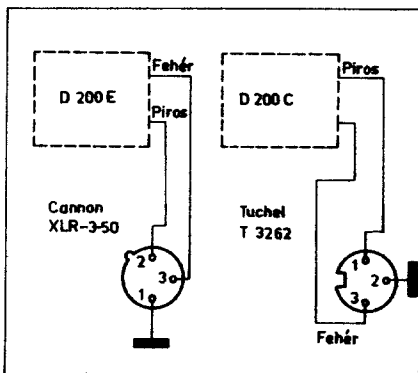 Fehér
D 200 E
Piros
Cannon
XLR-3-50
2
3
1
Piros
D 200 C
Tuchel
T 3262
1
2
3
Fehér